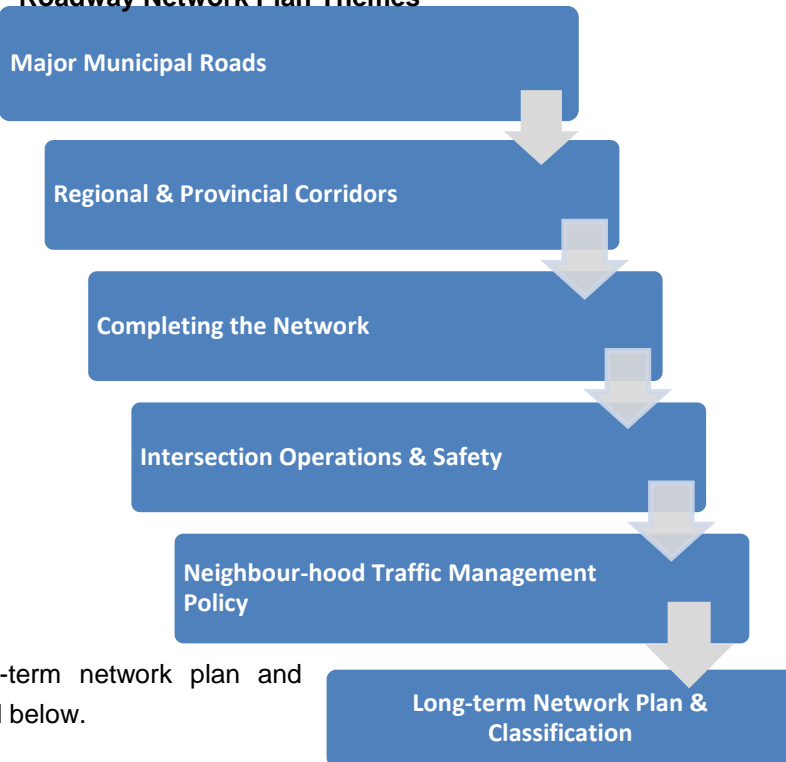 Roadway Network Plan Themes
Major Municipal Roads
Regional & Provincial Corridors
Completing the Network
Intersection Operations & Safety
Neighbour-hood Traffic Management
Policy
-term network plan and
below.
Long-term Network Plan &
Classification